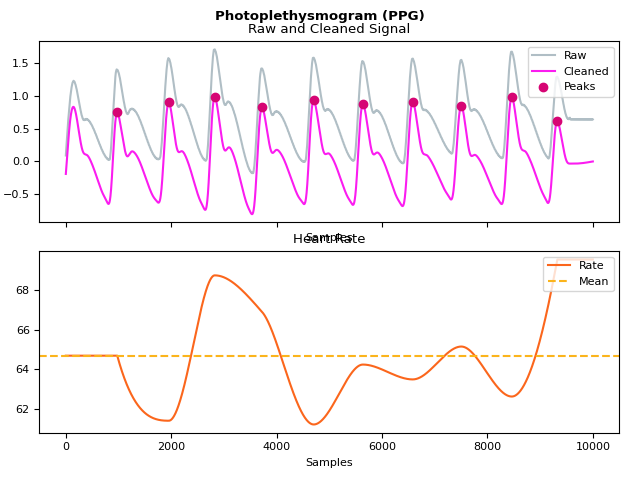 Photoplethysmogram (PPG)
Raw and Cleaned Signal
1.5
1.0
0.5
0.0
−0.5
Raw
Cleaned
Peaks
Samples
Heart Rate
68
66
64
62
Rate
Mean
0 2000 4000 6000 8000 10000
Samples